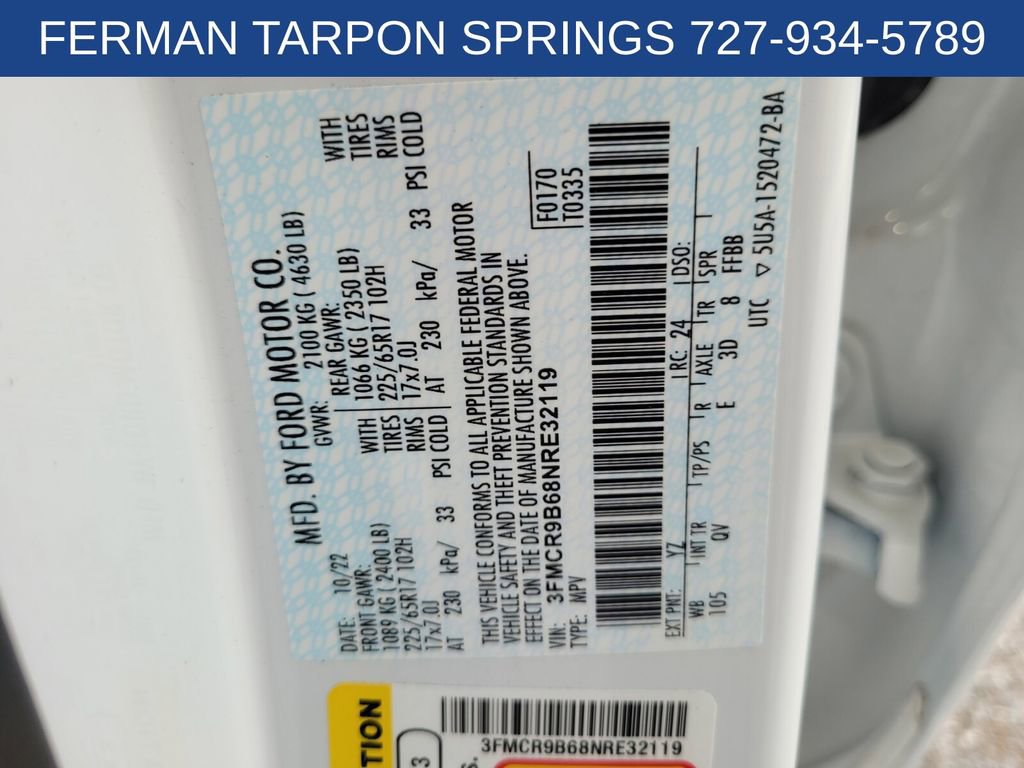 FERMAN TARPON SPRINGS 727-934-5789
MFD. BY FORD MOTOR CO.
DATE: 10/22 GVWR: 2100 KG ( 4630 LB)
FRONT GAWR: REAR GAWR:
1089 KG (2400 LB) WITH 1066 KG ( 2350 LB) WITH
225/65R17 102H TIRES 225/65R17 102H TIRES
17x7.0J RIMS 17x7.0J RIMS
AT 230 kPa/ 33 PSI COLD AT 230 kPa/ 33 PSI COLD
THIS VEHICLE CONFORMS TO ALL APPLICABLE FEDERAL MOTOR
VEHICLE SAFETY AND THEFT PREVENTION STANDARDS IN
EFFECT ON THE DATE OF MANUFACTURE SHOWN ABOVE.
VIN: 3FMCR9B68NRE32119 F0170
TYPE: MPV T0335
EXT PNT: YZ RC: 24 DSO:
WB INT TR TP/PS R AXLE TR SPR
105 QV E 3D 8 FFBB
UTC ▽ 5U5A-1520472-BA
TION
3
S.
3FMCR9B68NRE32119